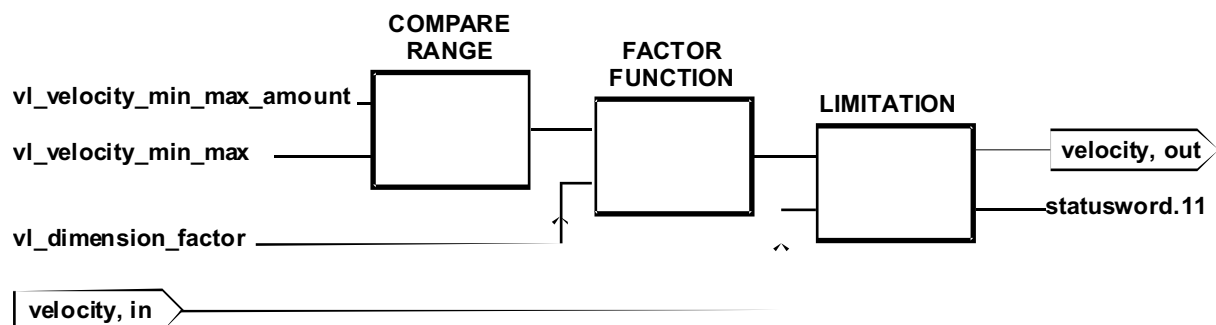 COMPARE
RANGE
FACTOR
FUNCTION
LIMITATION
vl_velocity_min_max_amount
vl_velocity_min_max
velocity, out
statusword.11
vl_dimension_factor
velocity, in